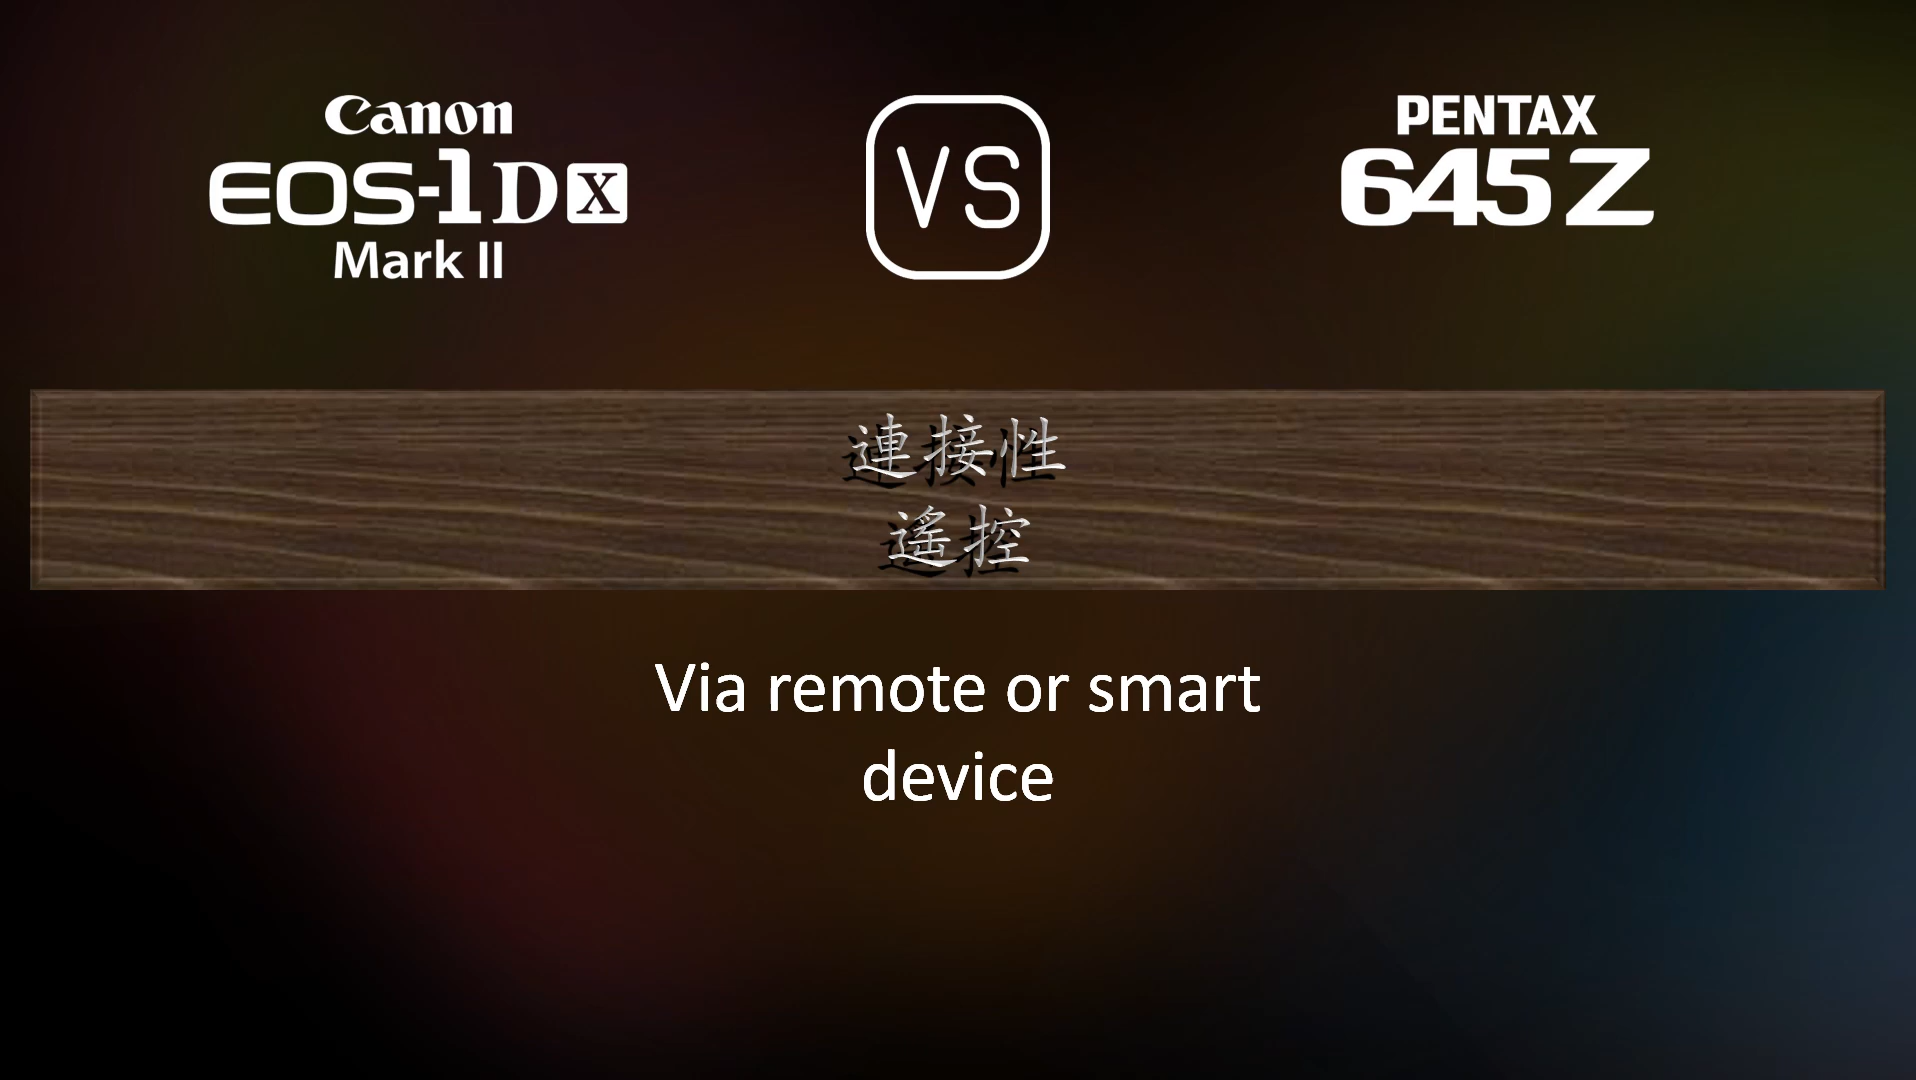 Canon
EOS-1D X
Mark II
VS
PENTAX
645Z
連接性
遙控
Via remote or smart
device